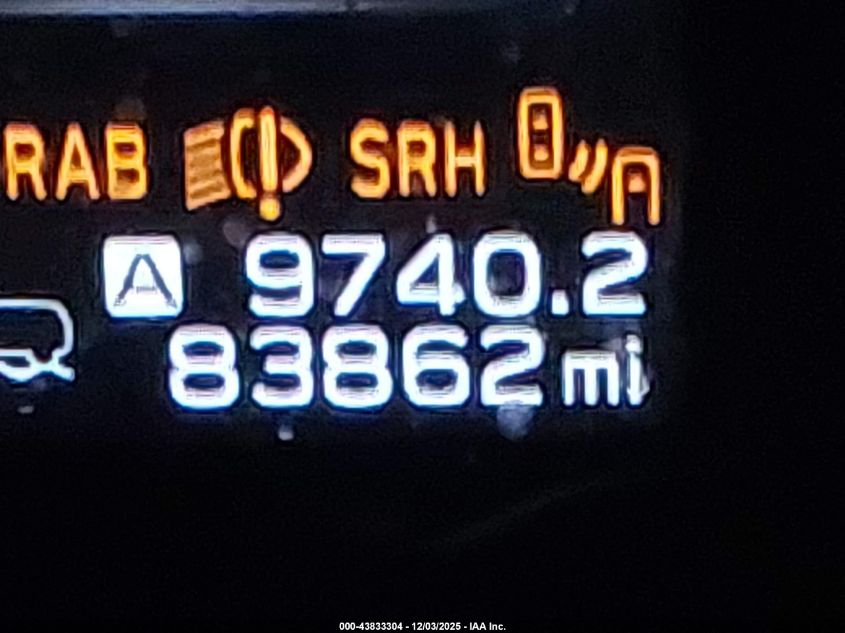 RAB SRH
A 9740.2
83862 mi
000-43833304 - 12/03/2025 - IAA Inc.